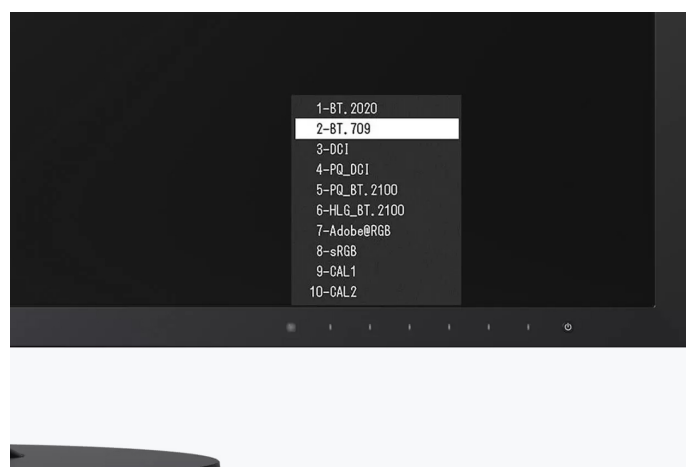 1-BT.2020
2-BT.709
3-DCI
4-PQ_DCI
5-PQ_BT.2100
6-HLG_BT.2100
7-Adobe®RGB
8-sRGB
9-CAL1
10-CAL2